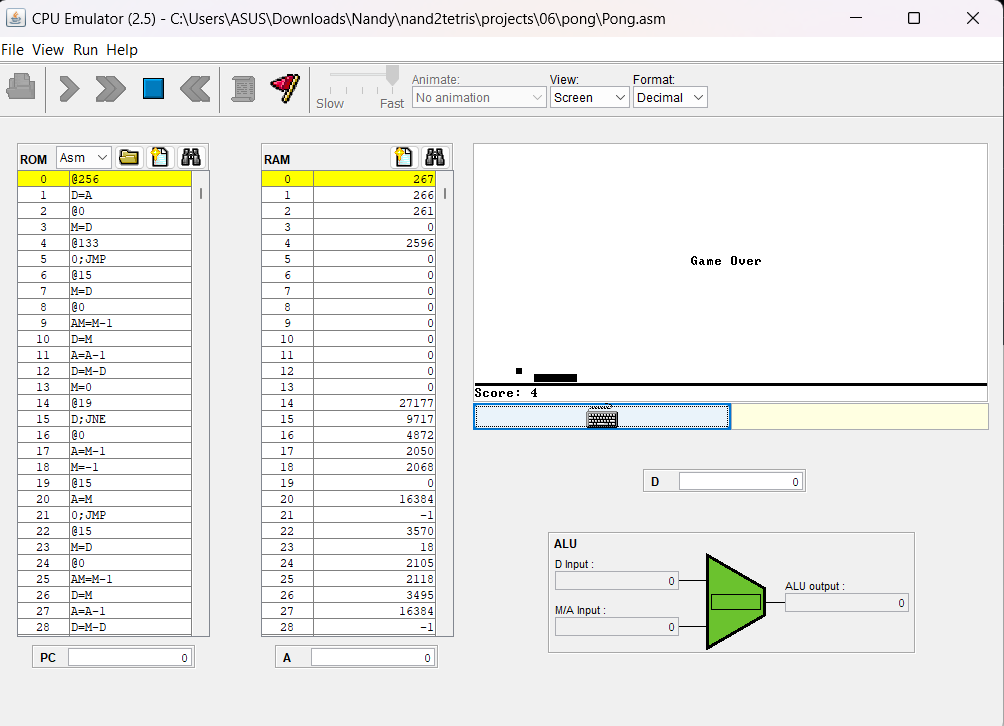 CPU Emulator (2.5) - C:\Users\ASUS\Downloads\Nandy\nand2tetris\projects\06\pong\Pong.asm
File View Run Help
Animate: View: Format:
Slow Fast No animation Screen Decimal
ROM Asm
0 @256
1 D=A
2 @0
3 M=D
4 @133
5 0;JMP
6 @15
7 M=D
8 @0
9 AM=M-1
10 D=M
11 A=A-1
12 D=M-D
13 M=0
14 @19
15 D;JNE
16 @0
17 A=M-1
18 M=-1
19 @15
20 A=M
21 0;JMP
22 @15
23 M=D
24 @0
25 AM=M-1
26 D=M
27 A=A-1
28 D=M-D
PC 0
RAM
0 267
1 266
2 261
3 0
4 2596
5 0
6 0
7 0
8 0
9 0
10 0
11 0
12 0
13 0
14 27177
15 9717
16 4872
17 2050
18 2068
19 0
20 16384
21 -1
22 3570
23 18
24 2105
25 2118
26 3495
27 16384
28 -1
A 0
Game Over
Score: 4
D 0
ALU
D Input :
0
M/A Input :
0
ALU output :
0